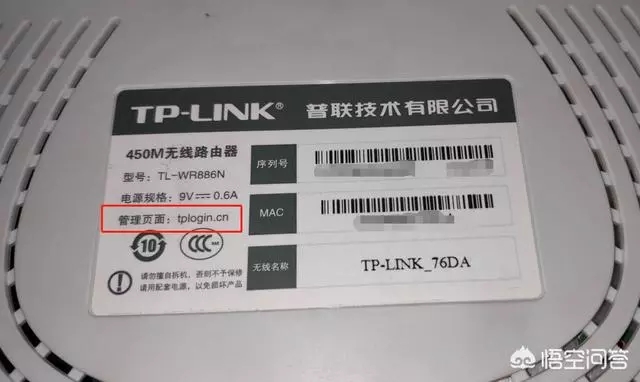 TP-LINK® 普联技术有限公司
450M无线路由器
型号：TL-WR886N
电源规格：9V⎓0.6A
管理页面：tplogin.cn
10
CCC
请勿擅自拆机，否则不予保修
请用配套电源，以免损坏产品
序列号
MAC
无线名称
TP-LINK_76DA
悟空问答